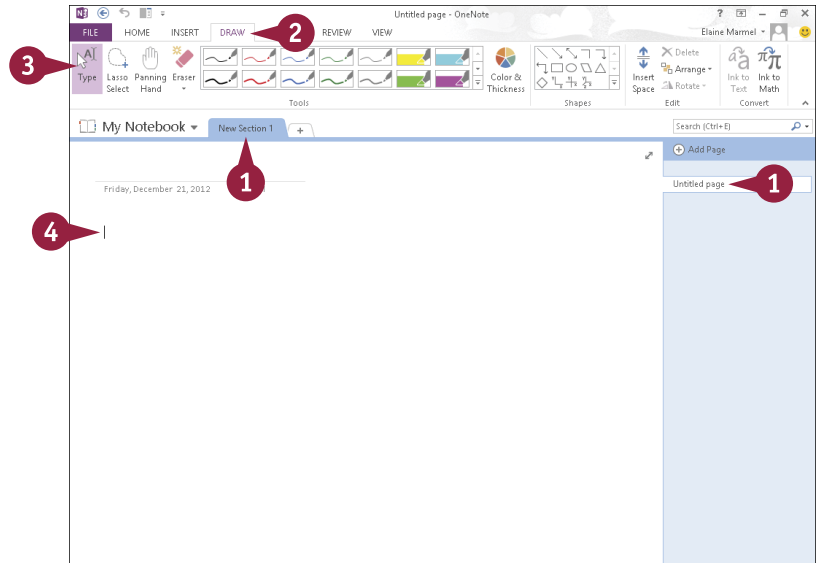 N Untitled page - OneNote ?
FILE HOME INSERT DRAW 2 REVIEW VIEW Elaine Marmel
3 A Type Lasso Select Panning Hand Eraser Color & Thickness Insert Space Delete Arrange Rotate Ink to Text Ink to Math
Tools Shapes Edit Convert
My Notebook New Section 1 + Search (Ctrl+E)
Add Page
1 Untitled page 1
Friday, December 21, 2012
4